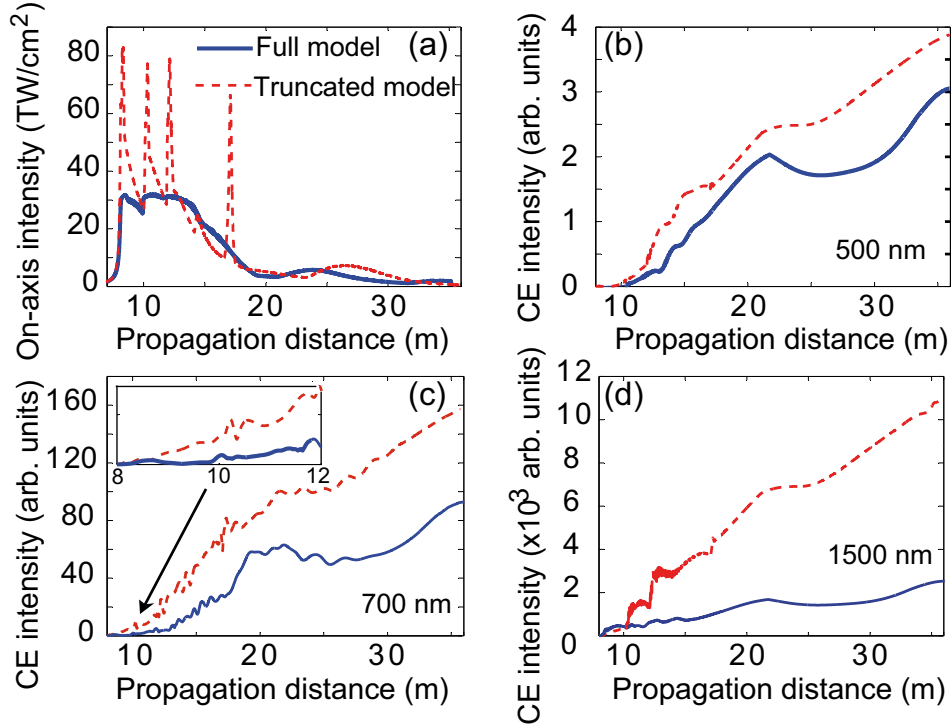 (a)
Full model
Truncated model
On-axis intensity (TW/cm²)
80
60
40
20
0
10
20
30
Propagation distance (m)
(b)
500 nm
CE intensity (arb. units)
4
3
2
1
0
10
20
30
Propagation distance (m)
(c)
700 nm
CE intensity (arb. units)
160
120
80
40
0
8
10
12
10
20
30
Propagation distance (m)
(d)
1500 nm
CE intensity (x10³ arb. units)
12
10
8
6
4
2
0
10
20
30
Propagation distance (m)